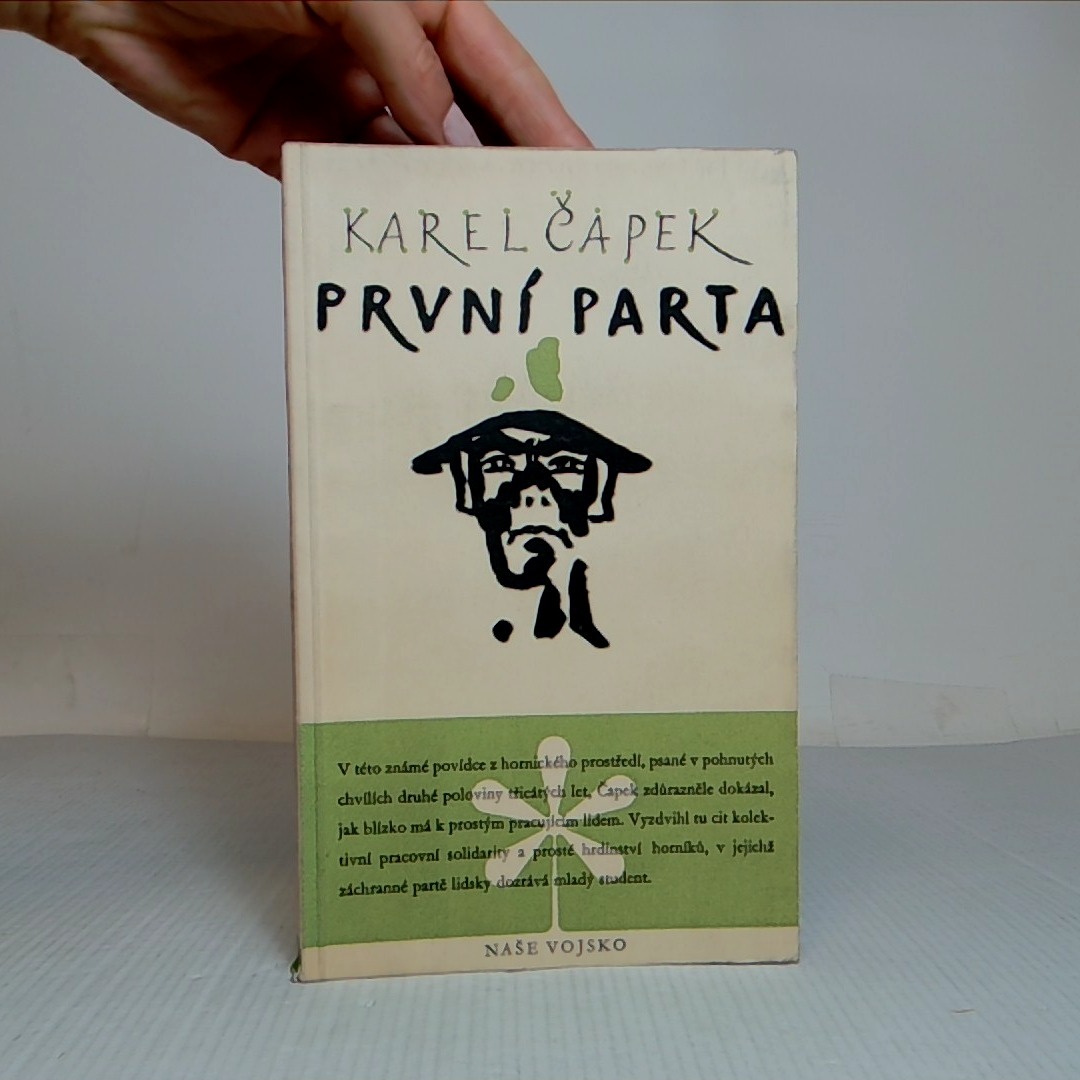 KAREL ČAPEK
PRVNÍ PARTA
V této známé povídce z hornického prostředí, psané v pohnutých
chvílích druhé poloviny třicátých let, Čapek zdůrazněle dokázal,
jak blízko má k prostým pracujícím lidem. Vyzdvihl tu cit kolek-
tivní pracovní solidarity a prosté hrdinství horníků, v jejichž
záchranné partě lidsky dozrává mladý student.
NAŠE VOJSKO